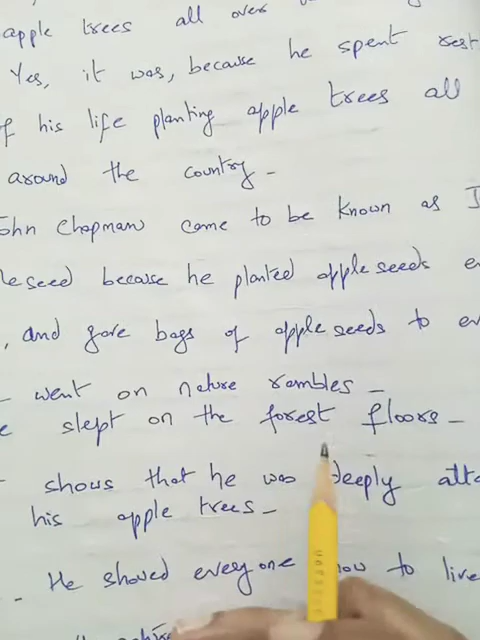 apple trees all over
Yes, it was, because he spent rest
of his life planting apple trees all
around the country-
John Chapman came to be known as
because he planted apple seeds
, and gave bags of apple seeds to
- went on nature rambles -
slept on the forest floors -
shows that he was deeply
his apple trees -
- He showed everyone how to live